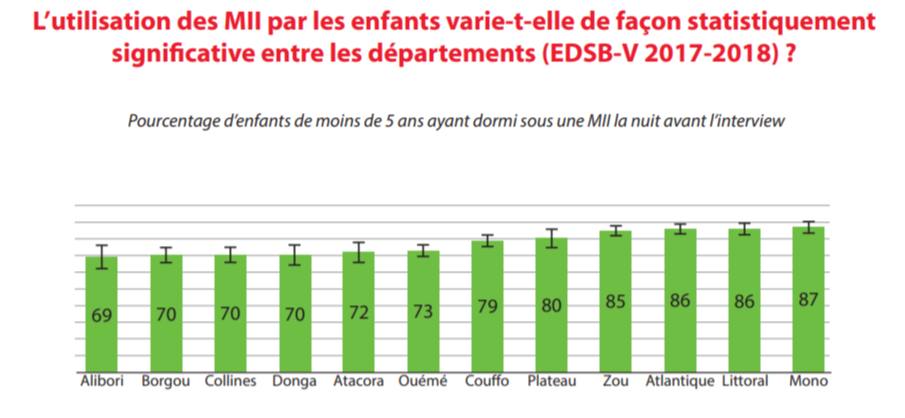 L'utilisation des MII par les enfants varie-t-elle de façon statistiquement
significative entre les départements (EDSB-V 2017-2018) ?
Pourcentage d'enfants de moins de 5 ans ayant dormi sous une MII la nuit avant l'interview
69 70 70 70 72 73 79 80 85 86 86 87
Alibori Borgou Collines Donga Atacora Ouémé Couffo Plateau Zou Atlantique Littoral Mono